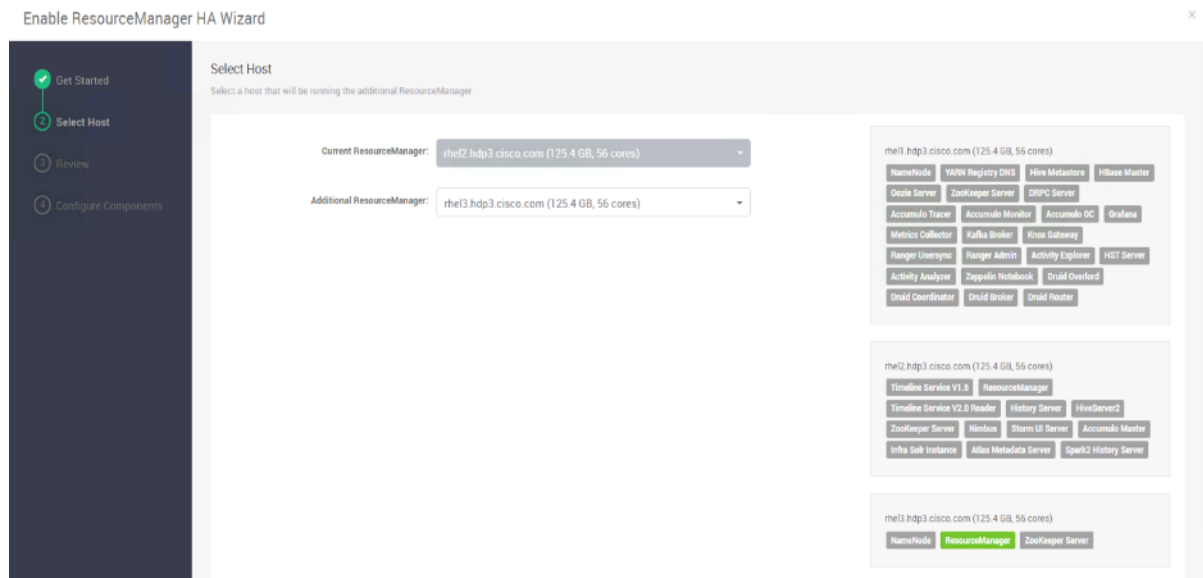 Enable ResourceManager HA Wizard
×
Get Started
2 Select Host
3 Review
4 Configure Components
Select Host
Select a host that will be running the additional ResourceManager
Current ResourceManager: rhel2.hdp3.cisco.com (125.4 GB, 56 cores)
Additional ResourceManager: rhel3.hdp3.cisco.com (125.4 GB, 56 cores)
rhel1.hdp3.cisco.com (125.4 GB, 56 cores)
NameNode YARN Registry DNS Hive Metastore HBase Master
Oozie Server ZooKeeper Server DRPC Server
Accumulo Tracer Accumulo Monitor Accumulo GC Grafana
Metrics Collector Kafka Broker Knox Gateway
Ranger Usersync Ranger Admin Activity Explorer HST Server
Activity Analyzer Zeppelin Notebook Druid Overlord
Druid Coordinator Druid Broker Druid Router
rhel2.hdp3.cisco.com (125.4 GB, 56 cores)
Timeline Service V1.5 ResourceManager
Timeline Service V2.0 Reader History Server HiveServer2
ZooKeeper Server Nimbus Storm UI Server Accumulo Master
Infra Solr Instance Atlas Metadata Server Spark2 History Server
rhel3.hdp3.cisco.com (125.4 GB, 56 cores)
NameNode ResourceManager ZooKeeper Server